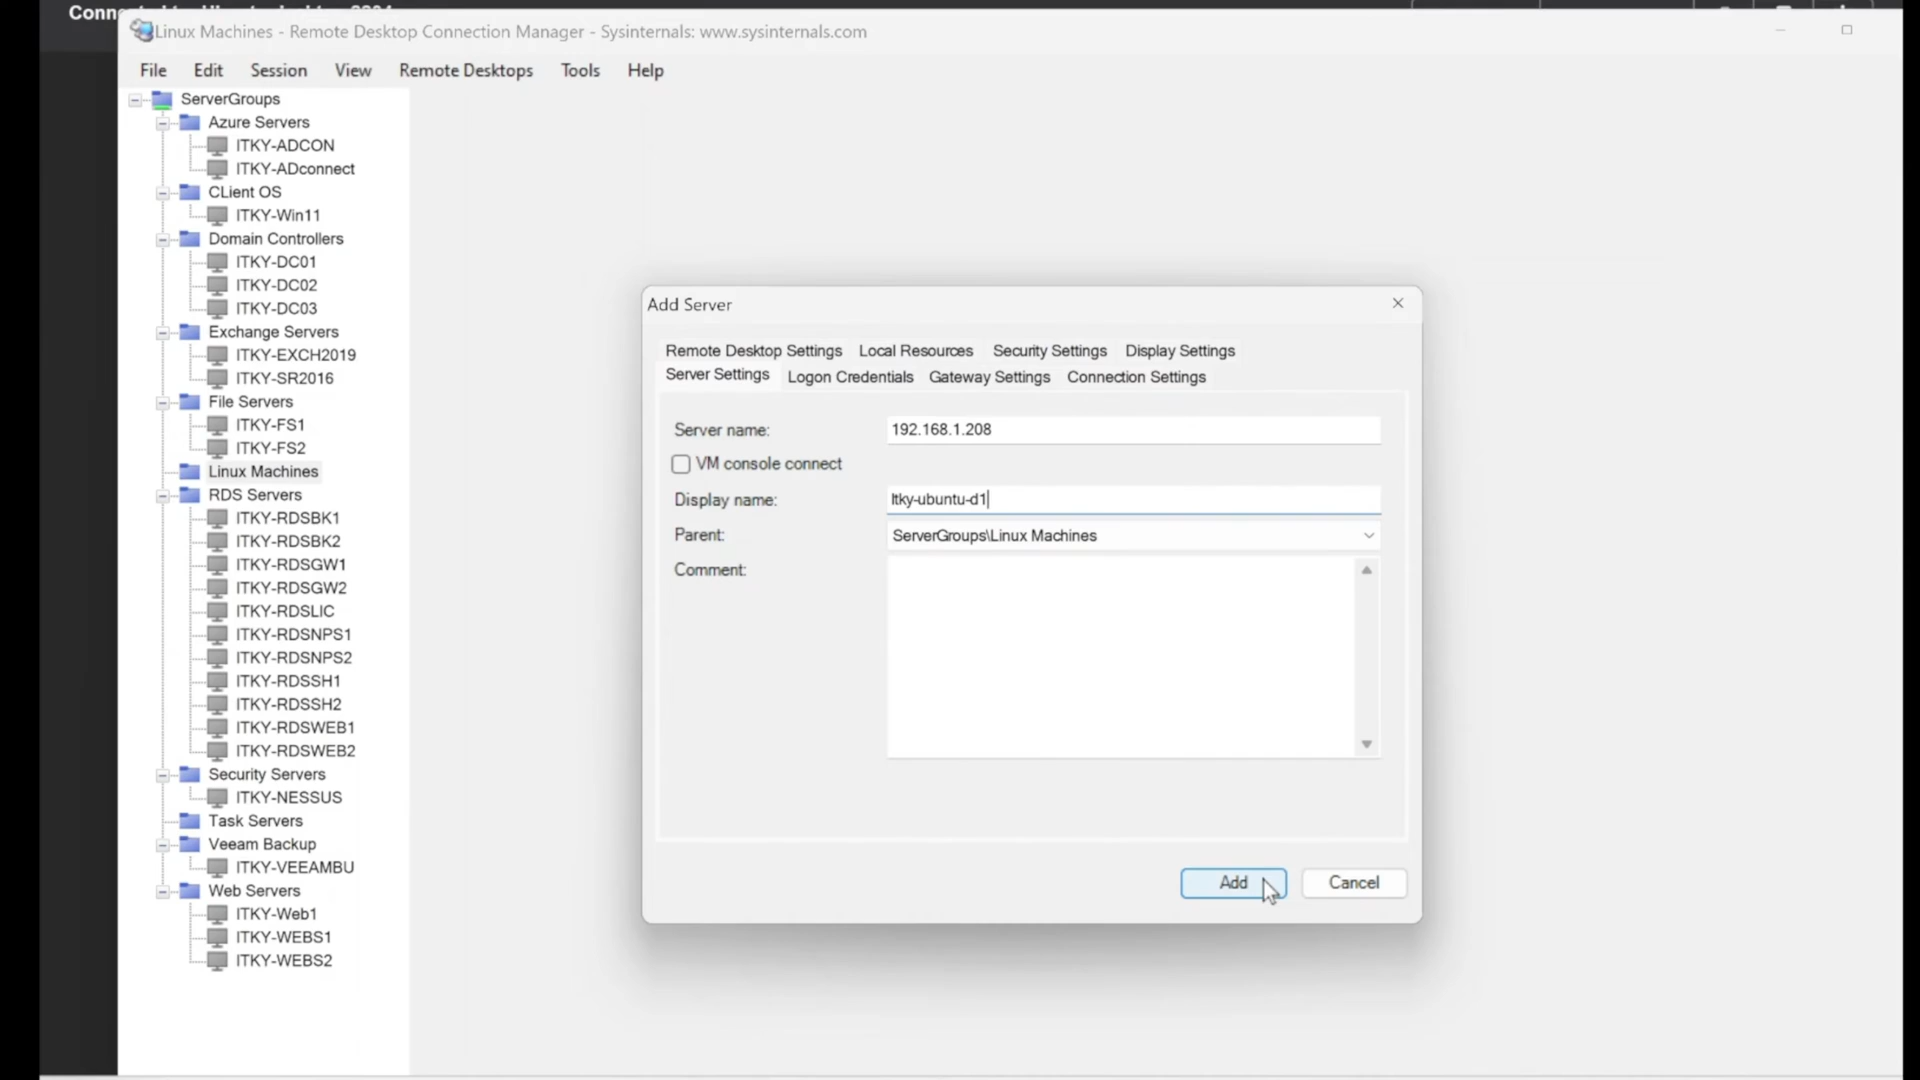 Linux Machines - Remote Desktop Connection Manager - Sysinternals: www.sysinternals.com
File Edit Session View Remote Desktops Tools Help
ServerGroups
Azure Servers
ITKY-ADCON
ITKY-ADconnect
CLient OS
ITKY-Win11
Domain Controllers
ITKY-DC01
ITKY-DC02
ITKY-DC03
Exchange Servers
ITKY-EXCH2019
ITKY-SR2016
File Servers
ITKY-FS1
ITKY-FS2
Linux Machines
RDS Servers
ITKY-RDSBK1
ITKY-RDSBK2
ITKY-RDSGW1
ITKY-RDSGW2
ITKY-RDSLIC
ITKY-RDSNPS1
ITKY-RDSNPS2
ITKY-RDSSH1
ITKY-RDSSH2
ITKY-RDSWEB1
ITKY-RDSWEB2
Security Servers
ITKY-NESSUS
Task Servers
Veeam Backup
ITKY-VEEAMBU
Web Servers
ITKY-Web1
ITKY-WEBS1
ITKY-WEBS2
Add Server
Remote Desktop Settings Local Resources Security Settings Display Settings
Server Settings Logon Credentials Gateway Settings Connection Settings
Server name: 192.168.1.208
VM console connect
Display name: Itky-ubuntu-d1
Parent: ServerGroups\Linux Machines
Comment:
Add Cancel